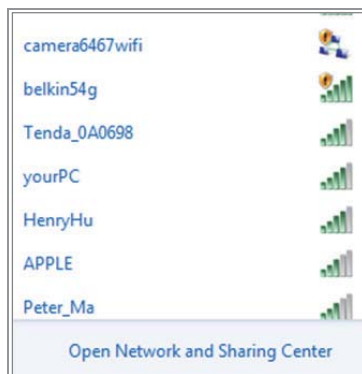 camera6467wifi
belkin54g
Tenda_0A0698
yourPC
HenryHu
APPLE
Peter_Ma
Open Network and Sharing Center